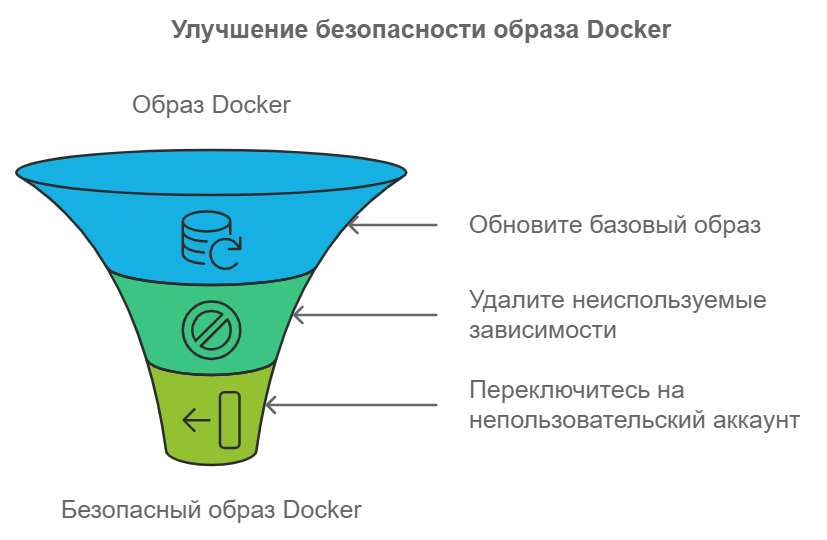 Улучшение безопасности образа Docker
Образ Docker
Обновите базовый образ
Удалите неиспользуемые
зависимости
Переключитесь на
непользовательский аккаунт
Безопасный образ Docker